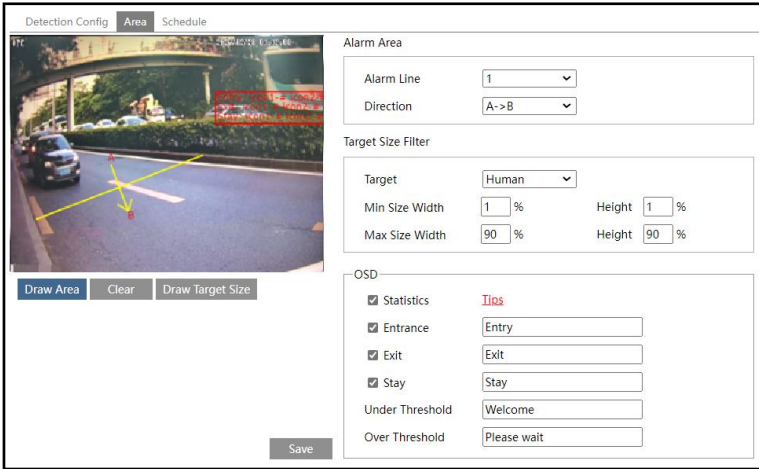 Detection Config Area Schedule
Alarm Area
Alarm Line 1
Direction A->B
Target Size Filter
Target Human
Min Size Width 1 % Height 1 %
Max Size Width 90 % Height 90 %
A
B
Draw Area Clear Draw Target Size
OSD
Statistics Tips
Entrance Entry
Exit Exit
Stay Stay
Under Threshold Welcome
Over Threshold Please wait
Save